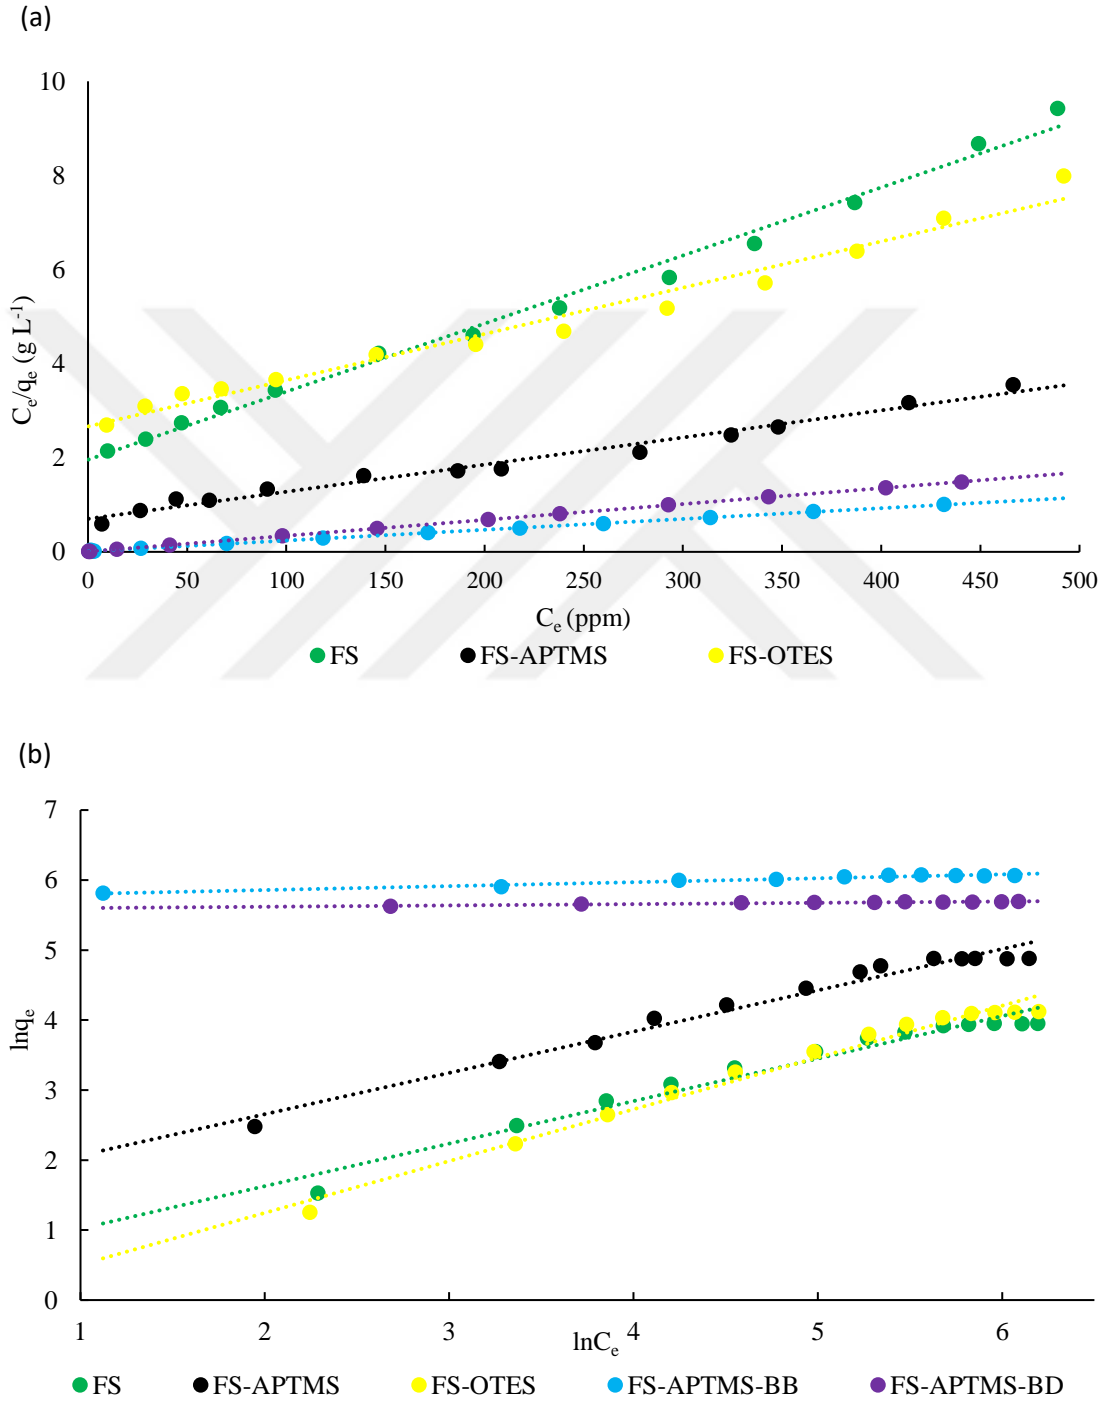 (a)
10
8
6
4
2
0
Ce/qe (g L-1)
0 50 100 150 200 250 300 350 400 450 500
Ce (ppm)
FS FS-APTMS FS-OTES
(b)
7
6
5
4
3
2
1
0
lnqe
1 2 3 4 5 6
lnCe
FS FS-APTMS FS-OTES FS-APTMS-BB FS-APTMS-BD